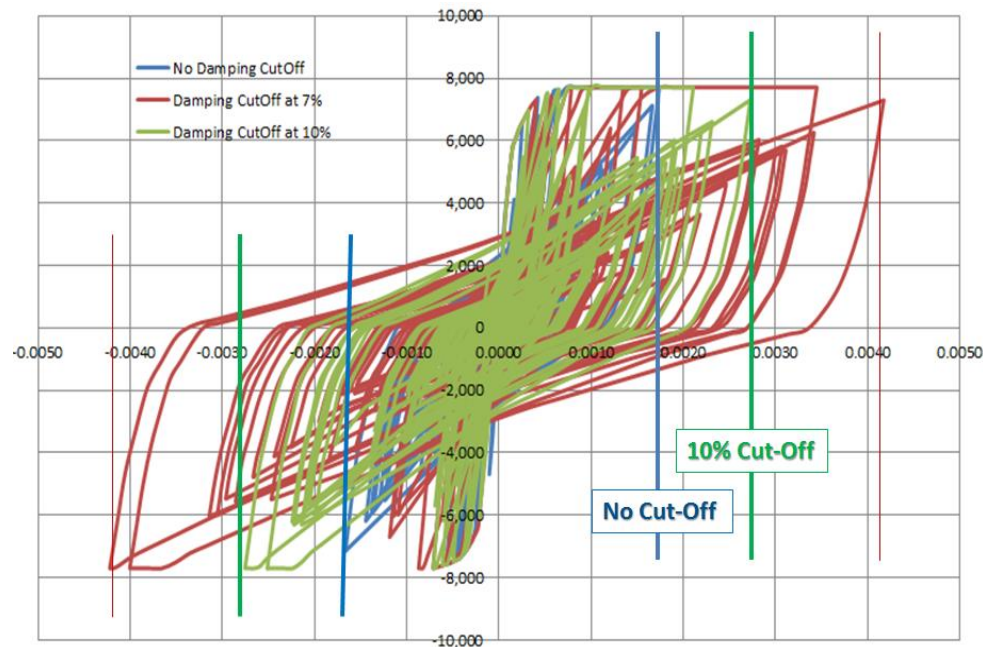 10,000
8,000
6,000
4,000
2,000
0
-2,000
-4,000
-6,000
-8,000
-10,000
No Damping CutOff
Damping CutOff at 7%
Damping CutOff at 10%
-0.0050 -0.0040 -0.0030 -0.0020 -0.0010 0.0000 0.0010 0.0020 0.0030 0.0040 0.0050
10% Cut-Off
No Cut-Off